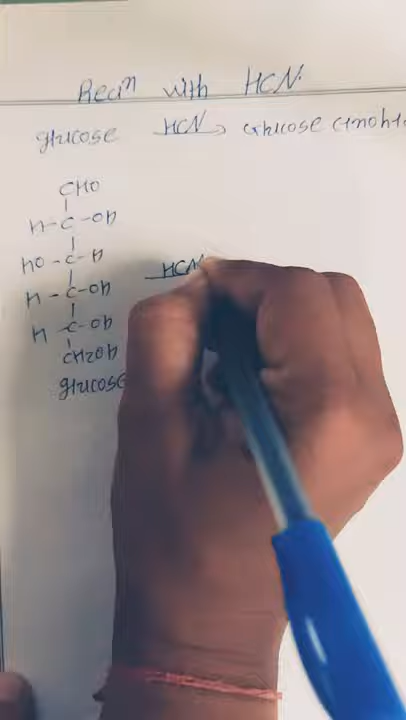 Reacn with HCN.
glucose HCN→ Glucose
CHO
H-C-OH
HO-C-H
HCN
H-C-OH
H-C-OH
CH2OH
glucose